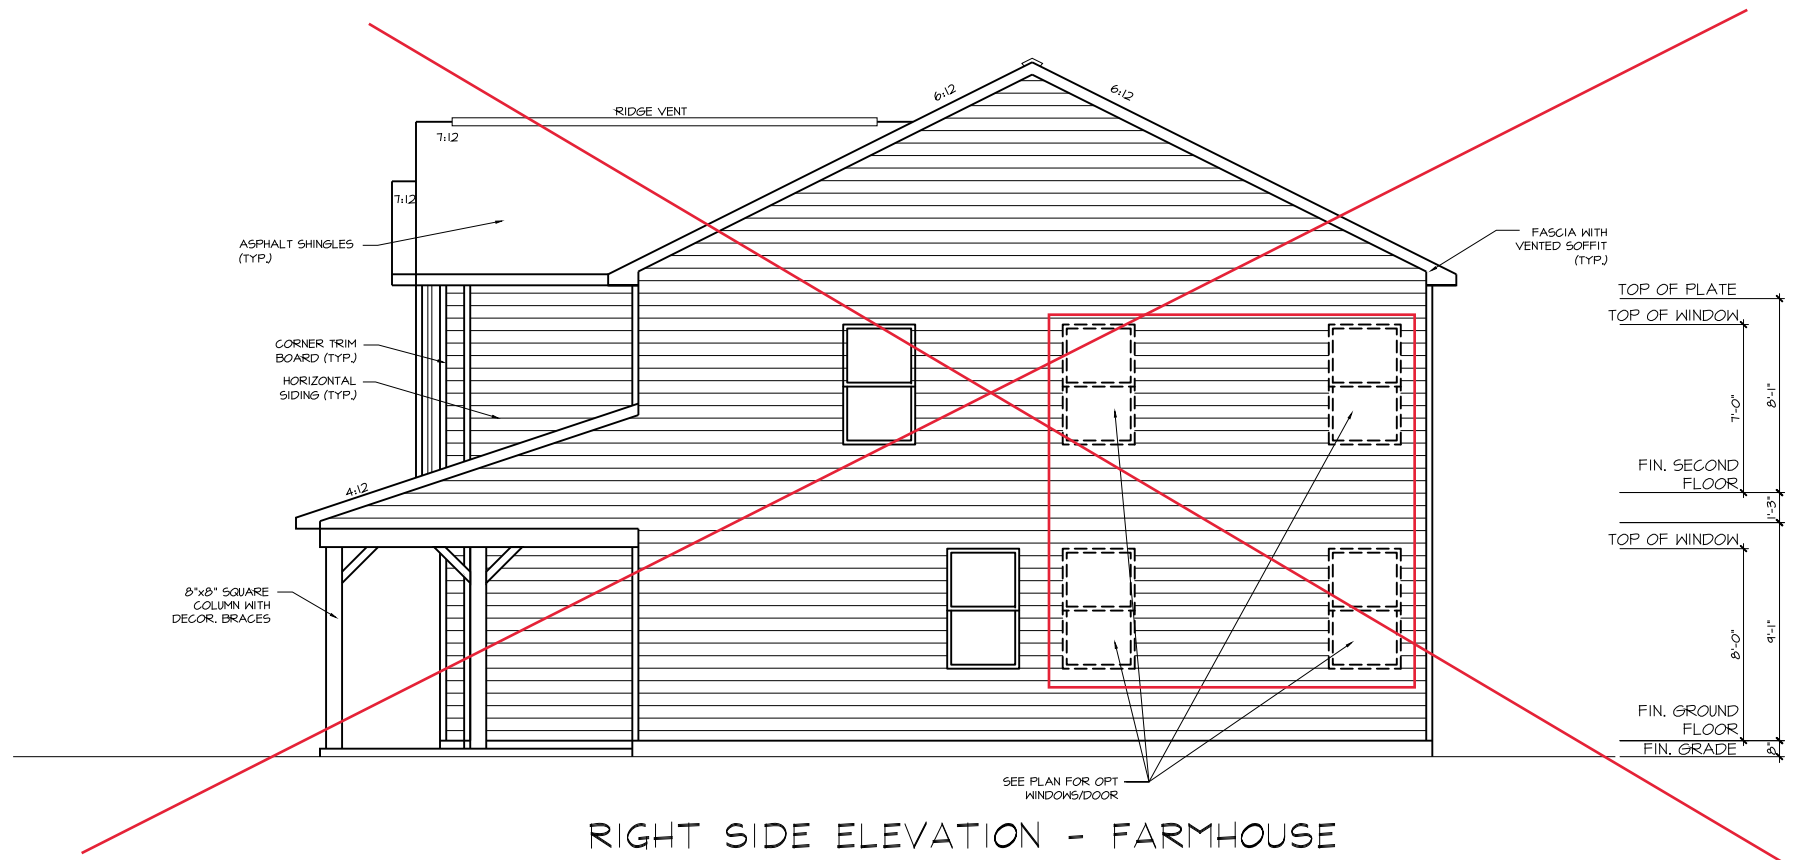 RIDGE VENT
6:12
6:12
7:12
7:12
ASPHALT SHINGLES
(TYP.)
FASCIA WITH
VENTED SOFFIT
(TYP.)
TOP OF PLATE
TOP OF WINDOW
CORNER TRIM
BOARD (TYP.)
HORIZONTAL
SIDING (TYP.)
7'-0"
8'-1"
FIN. SECOND
FLOOR
4:12
1'-3"
TOP OF WINDOW
8"x8" SQUARE
COLUMN WITH
DECOR. BRACES
8'-0"
9'-1"
FIN. GROUND
FLOOR
FIN. GRADE
8"
SEE PLAN FOR OPT
WINDOWS/DOOR
RIGHT SIDE ELEVATION - FARMHOUSE